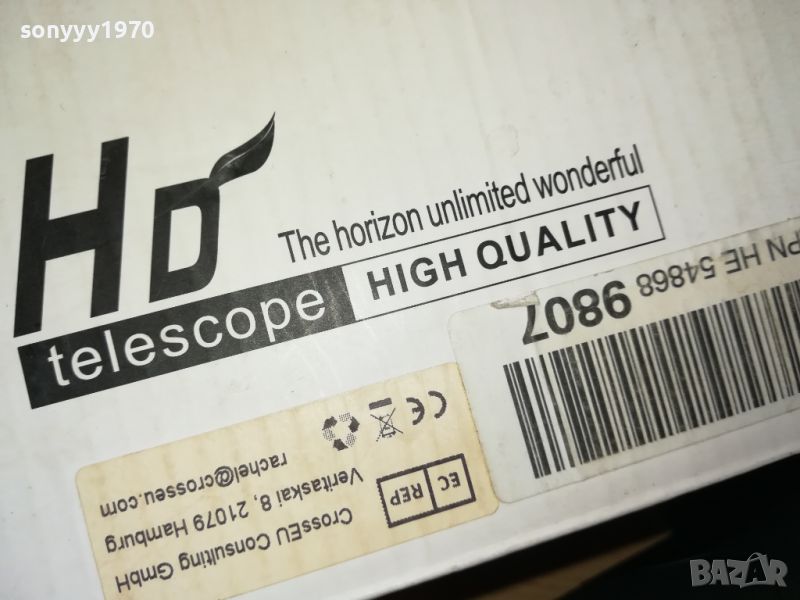 sonyyy1970
HD
The horizon unlimited wonderful
telescope HIGH QUALITY
PN HE 54868 9807
CE
EC REP
CrossEU Consulting GmbH
Veritaskai 8, 21079 Hamburg
rachel@crosseu.com
BAZAR